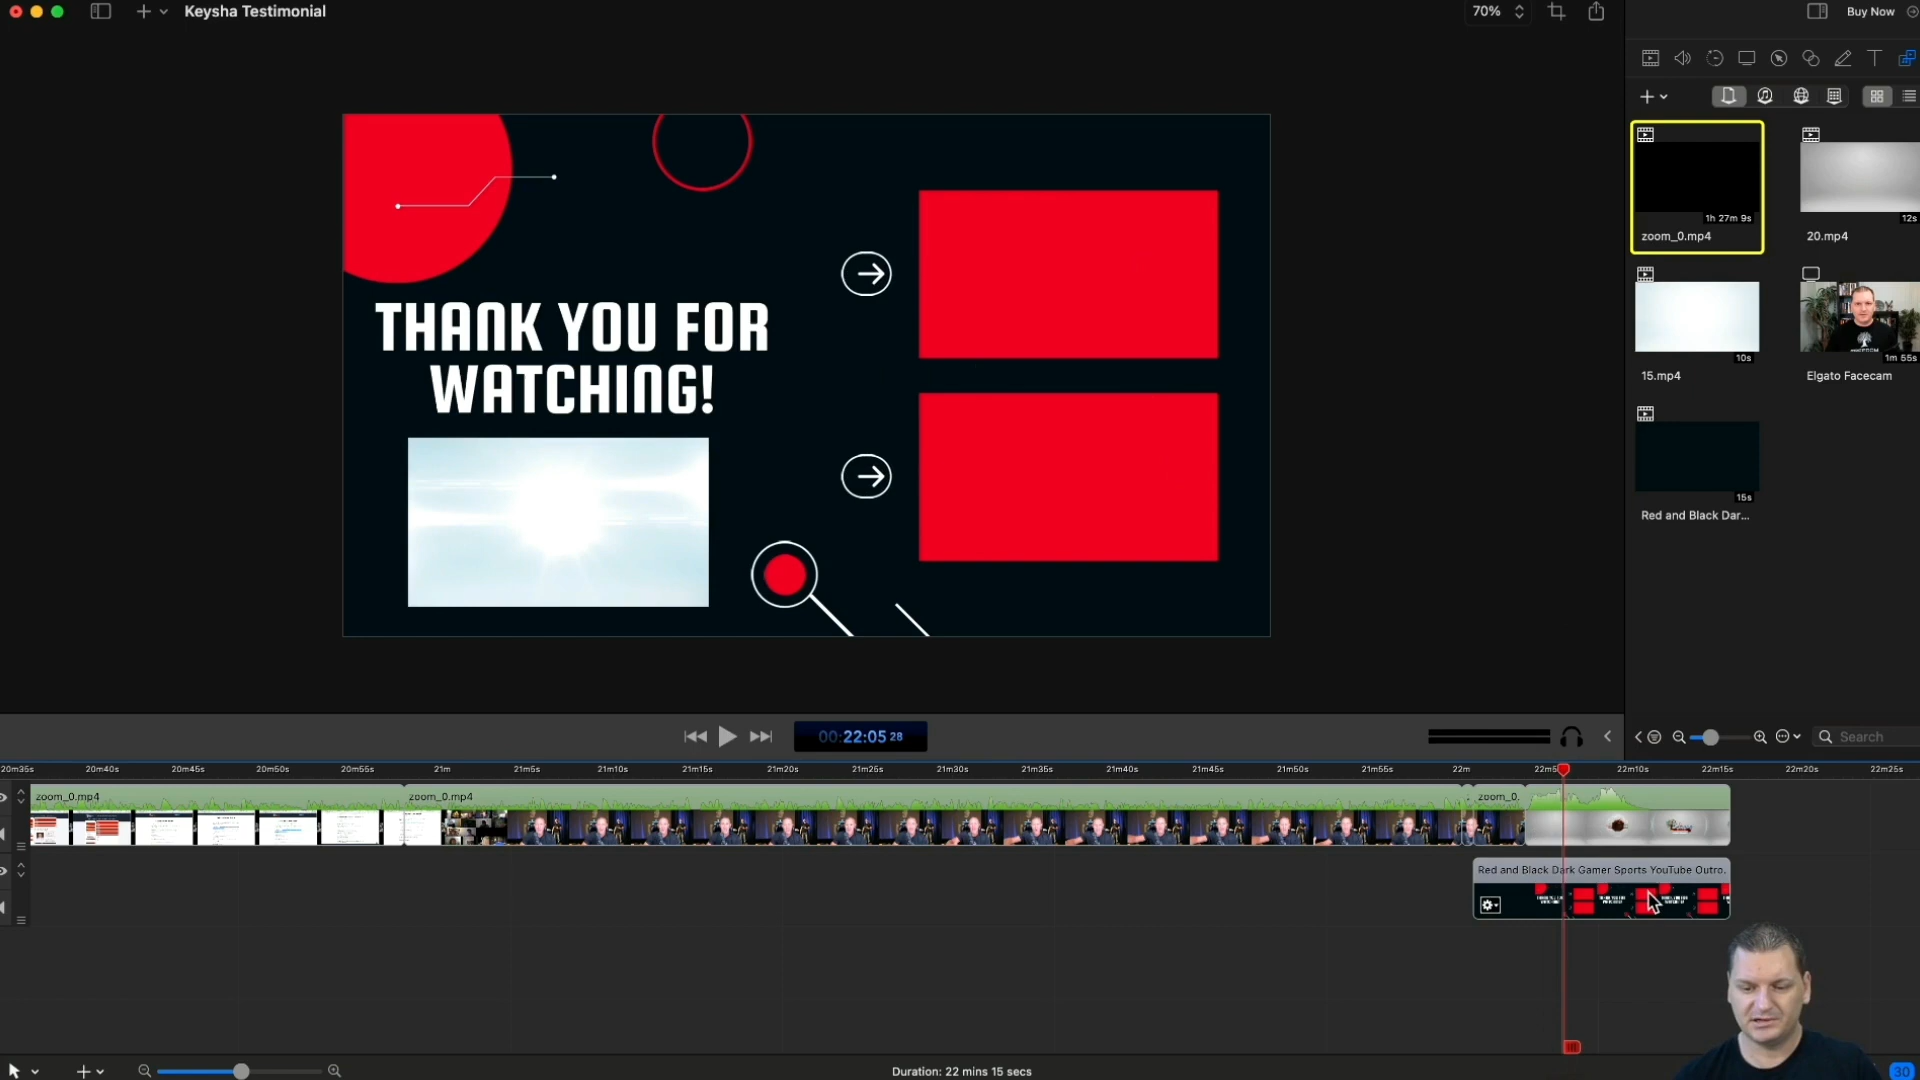 Keysha Testimonial
70%
Buy Now
THANK YOU FOR
WATCHING!
1h 27m 9s
zoom_0.mp4
12s
20.mp4
10s
15.mp4
1m 55s
Elgato Facecam
15s
Red and Black Dar...
00:22:05 28
Search
20m35s
20m40s
20m45s
20m50s
20m55s
21m
21m5s
21m10s
21m15s
21m20s
21m25s
21m30s
21m35s
21m40s
21m45s
21m50s
21m55s
22m
22m5
22m10s
22m15s
22m20s
22m25s
zoom_0.mp4
zoom_0.mp4
zoom_0.
Red and Black Dark Gamer Sports YouTube Outro.
Duration: 22 mins 15 secs
30